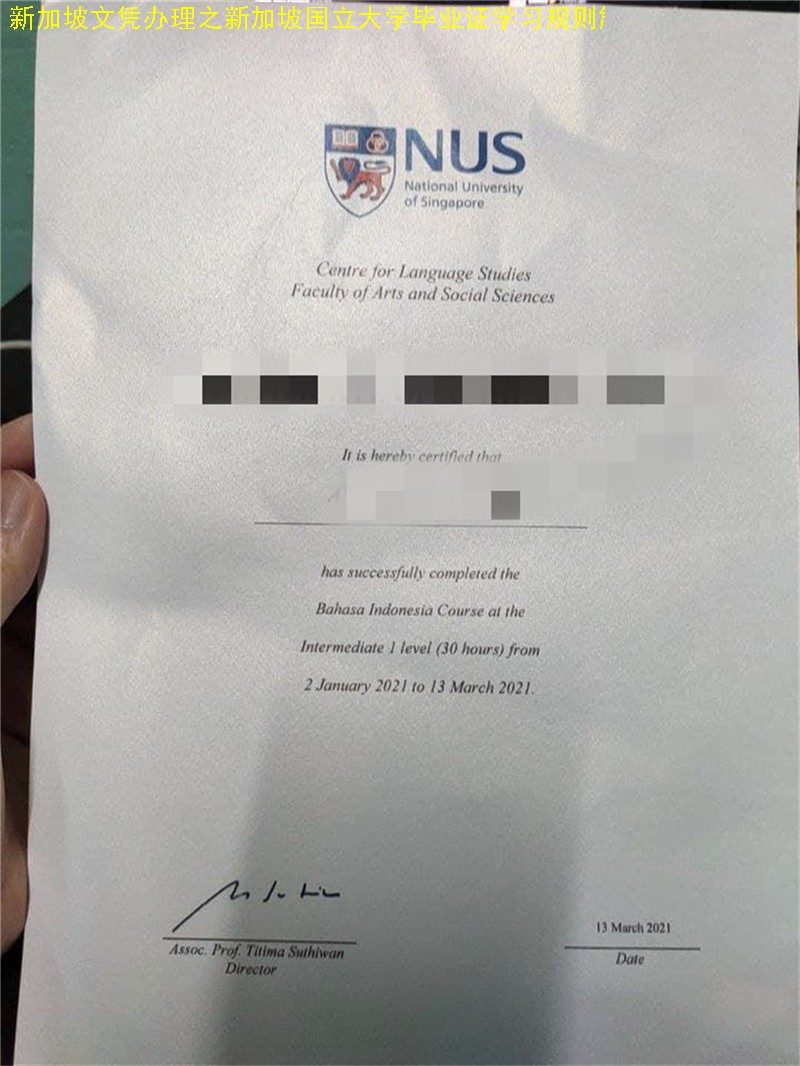 新加坡文凭办理之新加坡国立大学毕业证学习规则
NUS
National University
of Singapore
Centre for Language Studies
Faculty of Arts and Social Sciences
It is hereby certified that
has successfully completed the
Bahasa Indonesia Course at the
Intermediate 1 level (30 hours) from
2 January 2021 to 13 March 2021.
Assoc. Prof. Titima Suthiwan
Director
13 March 2021
Date